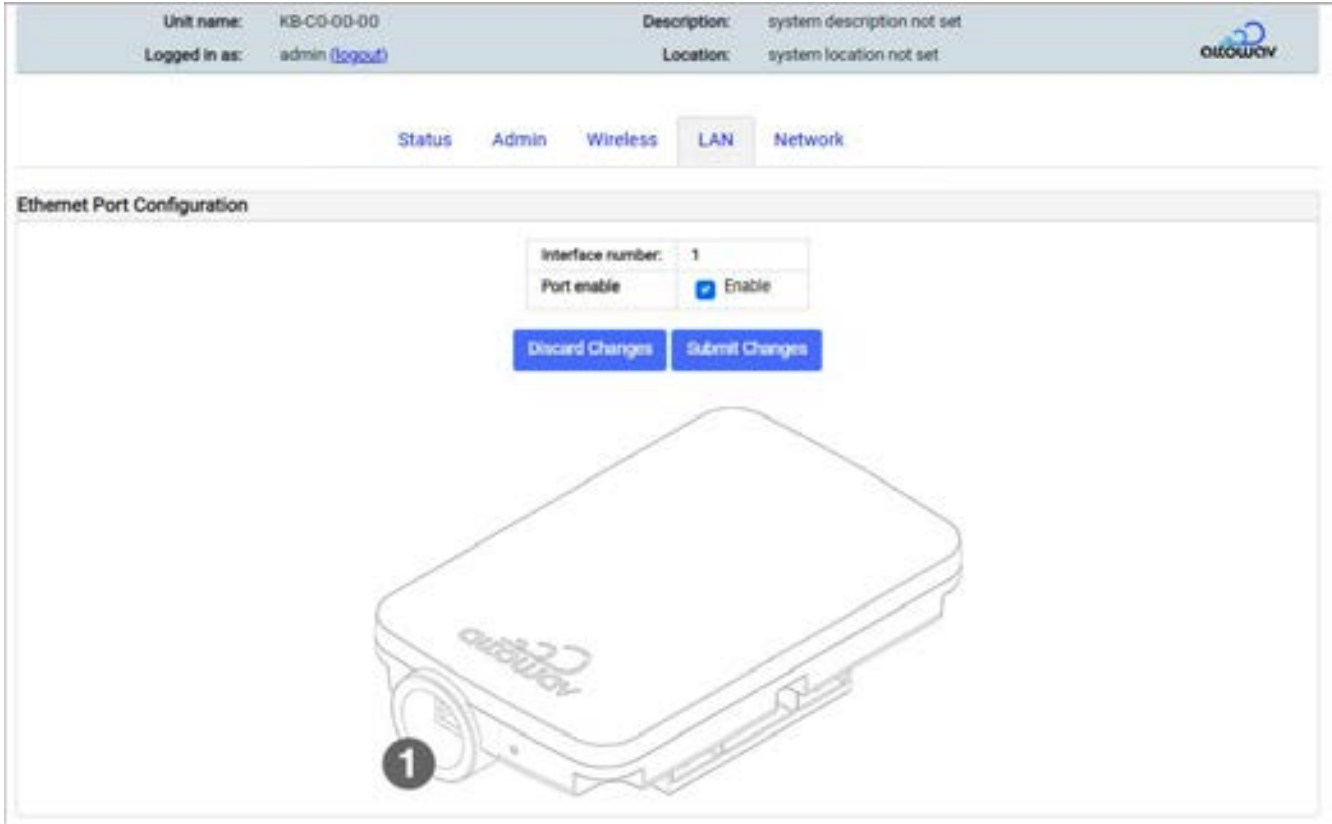 Unit name: KB-C0-00-00 Description: system description not set
Logged in as: admin (logout) Location: system location not set
altowav
Status Admin Wireless LAN Network
Ethernet Port Configuration
Interface number: 1
Port enable Enable
Discard Changes Submit Changes
altowav
1